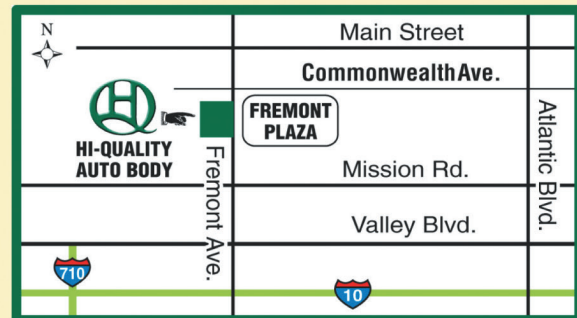 N
Main Street
CommonwealthAve.
HQ
HI-QUALITY
AUTO BODY
FREMONT
PLAZA
Fremont Ave.
Atlantic Blvd.
Mission Rd.
Valley Blvd.
710
10